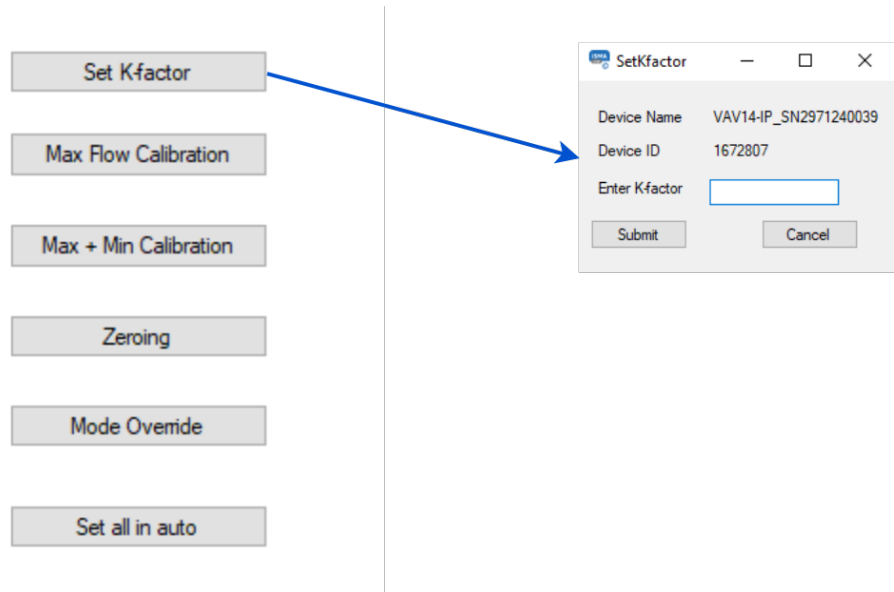 Set K-factor
Max Flow Calibration
Max + Min Calibration
Zeroing
Mode Override
Set all in auto
iSMA
SetKfactor
Device Name VAV14-IP_SN2971240039
Device ID 1672807
Enter K-factor
Submit Cancel